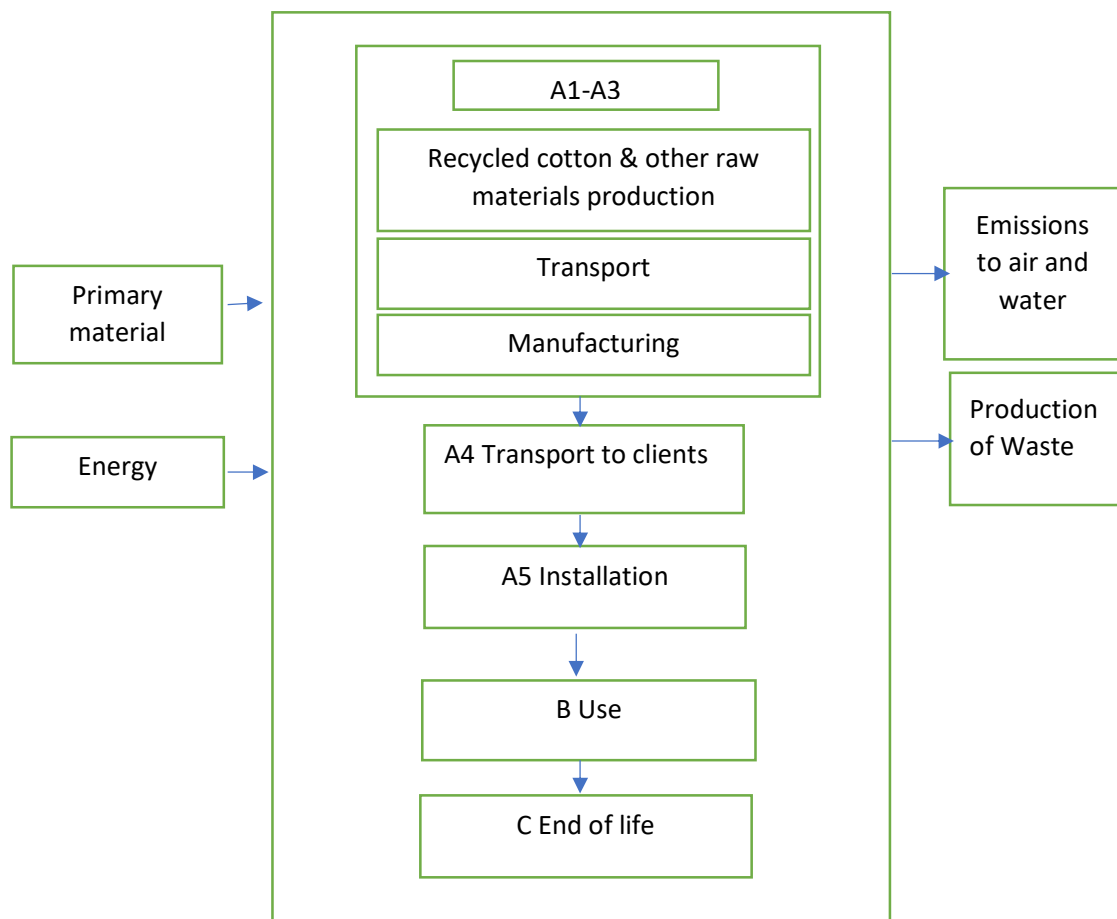 A1-A3
Recycled cotton & other raw
materials production
Transport
Manufacturing
Primary
material
Energy
A4 Transport to clients
A5 Installation
B Use
C End of life
Emissions
to air and
water
Production
of Waste